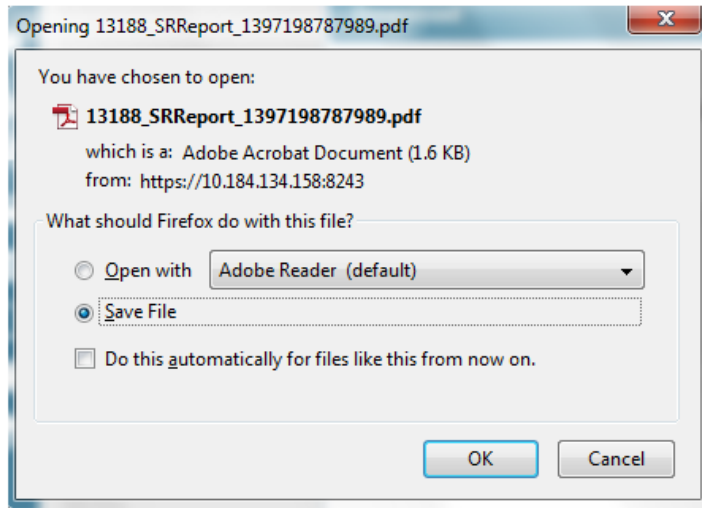 Opening 13188_SRReport_1397198787989.pdf
You have chosen to open:
13188_SRReport_1397198787989.pdf
which is a: Adobe Acrobat Document (1.6 KB)
from: https://10.184.134.158:8243
What should Firefox do with this file?
Open with Adobe Reader (default)
Save File
Do this automatically for files like this from now on.
OK Cancel